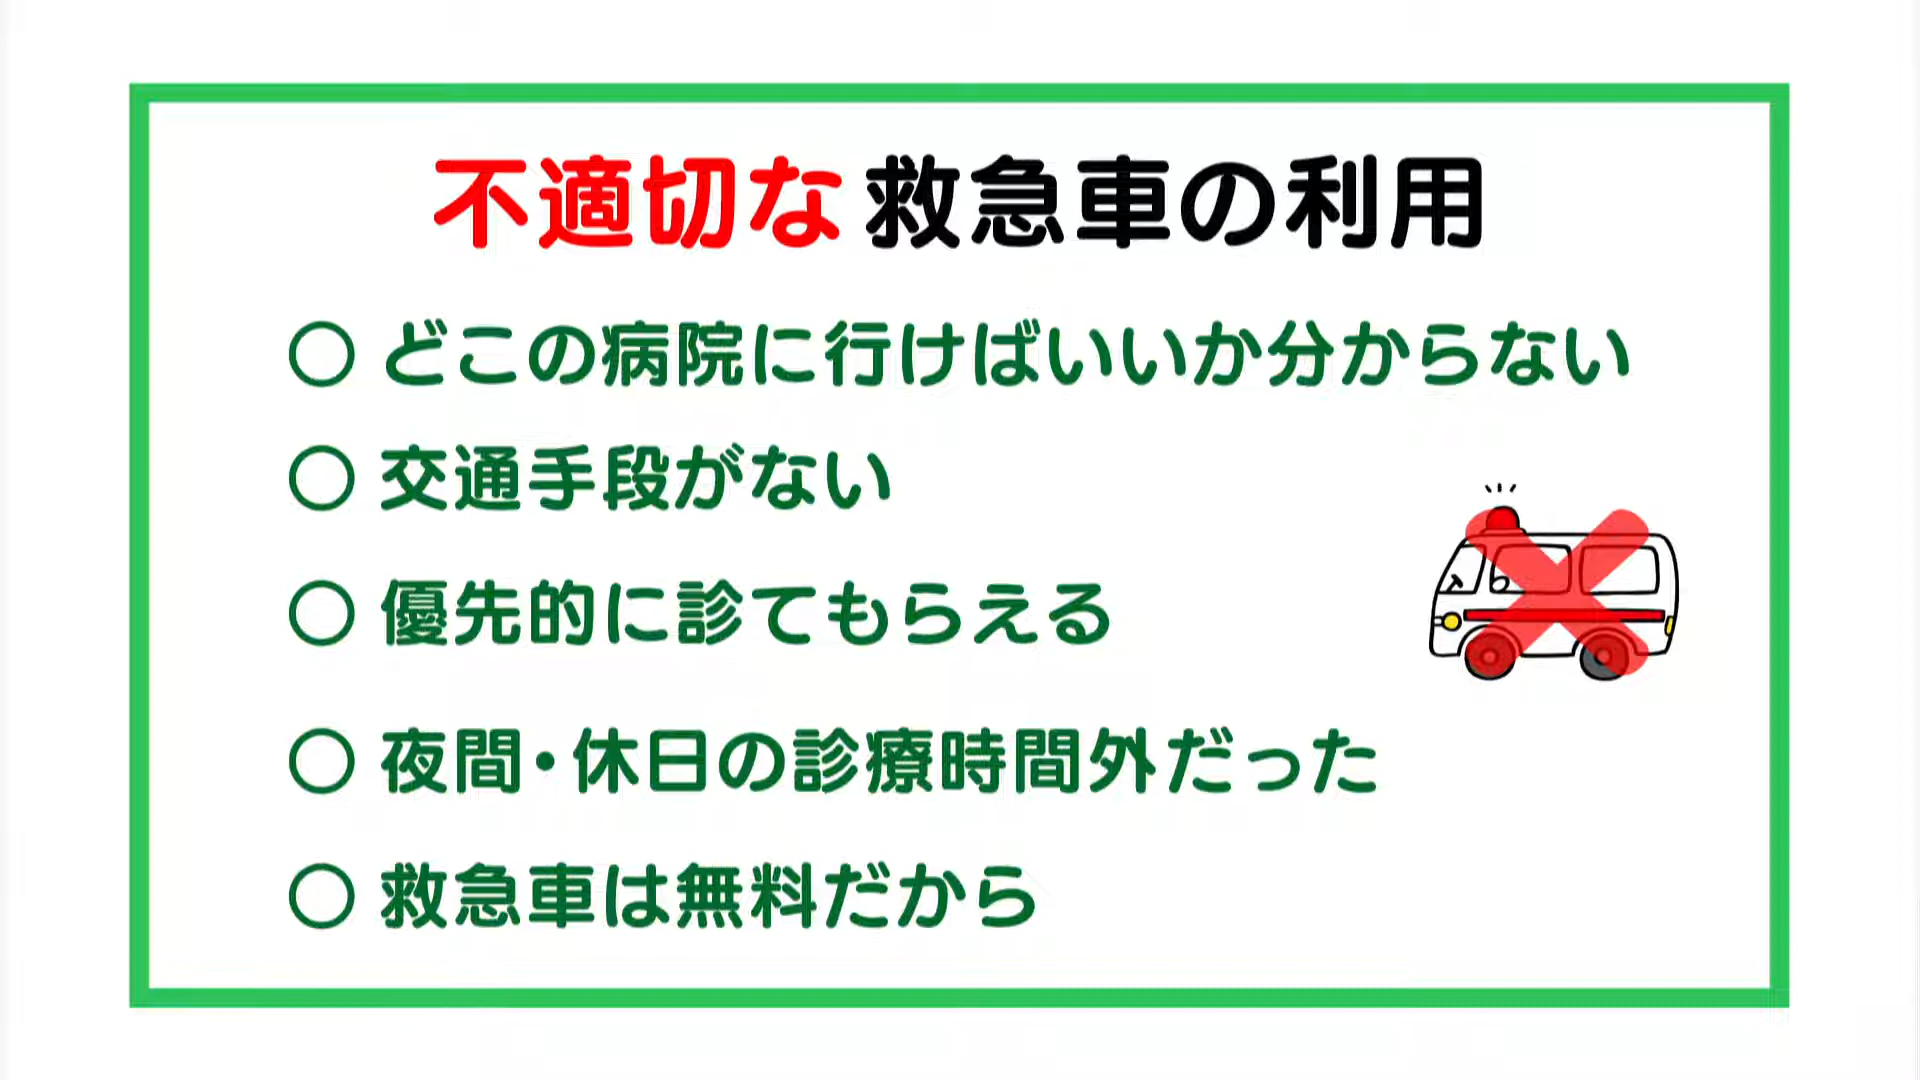 不適切な救急車の利用
○ どこの病院に行けばいいか分からない
○ 交通手段がない
○ 優先的に診てもらえる
○ 夜間・休日の診療時間外だった
○ 救急車は無料だから